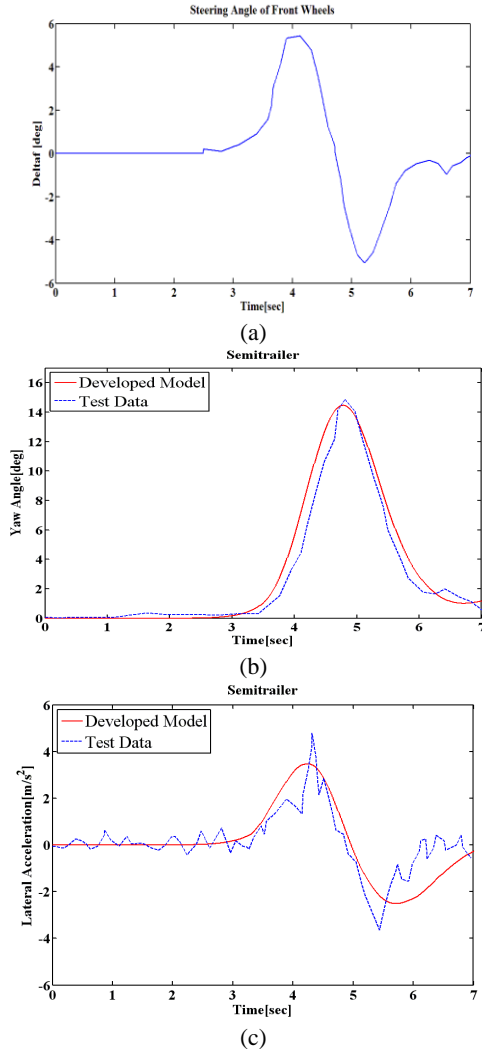 Steering Angle of Front Wheels
6
4
2
0
-2
-4
-6
Deltaf [deg]
0 1 2 3 4 5 6 7
Time[sec]
(a)
Semitrailer
Developed Model
Test Data
16
14
12
10
8
6
4
2
0
Yaw Angle[deg]
0 1 2 3 4 5 6 7
Time[sec]
(b)
Semitrailer
Developed Model
Test Data
6
4
2
0
-2
-4
-6
Lateral Acceleration[m/s²]
0 1 2 3 4 5 6 7
Time[sec]
(c)